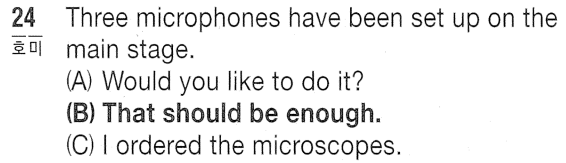 24 Three microphones have been set up on the
호미 main stage.
(A) Would you like to do it?
(B) That should be enough.
(C) I ordered the microscopes.